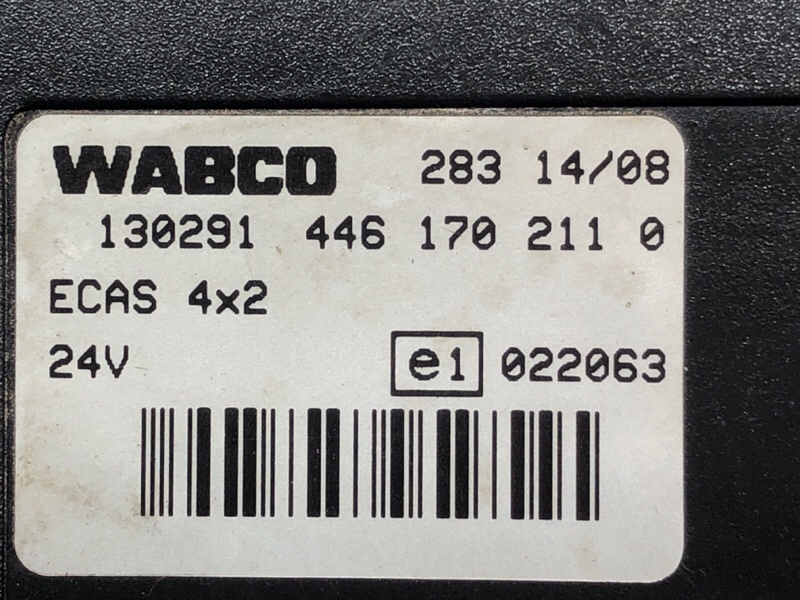 WABCO 283 14/08
130291 446 170 211 0
ECAS 4x2
24V e1 022063